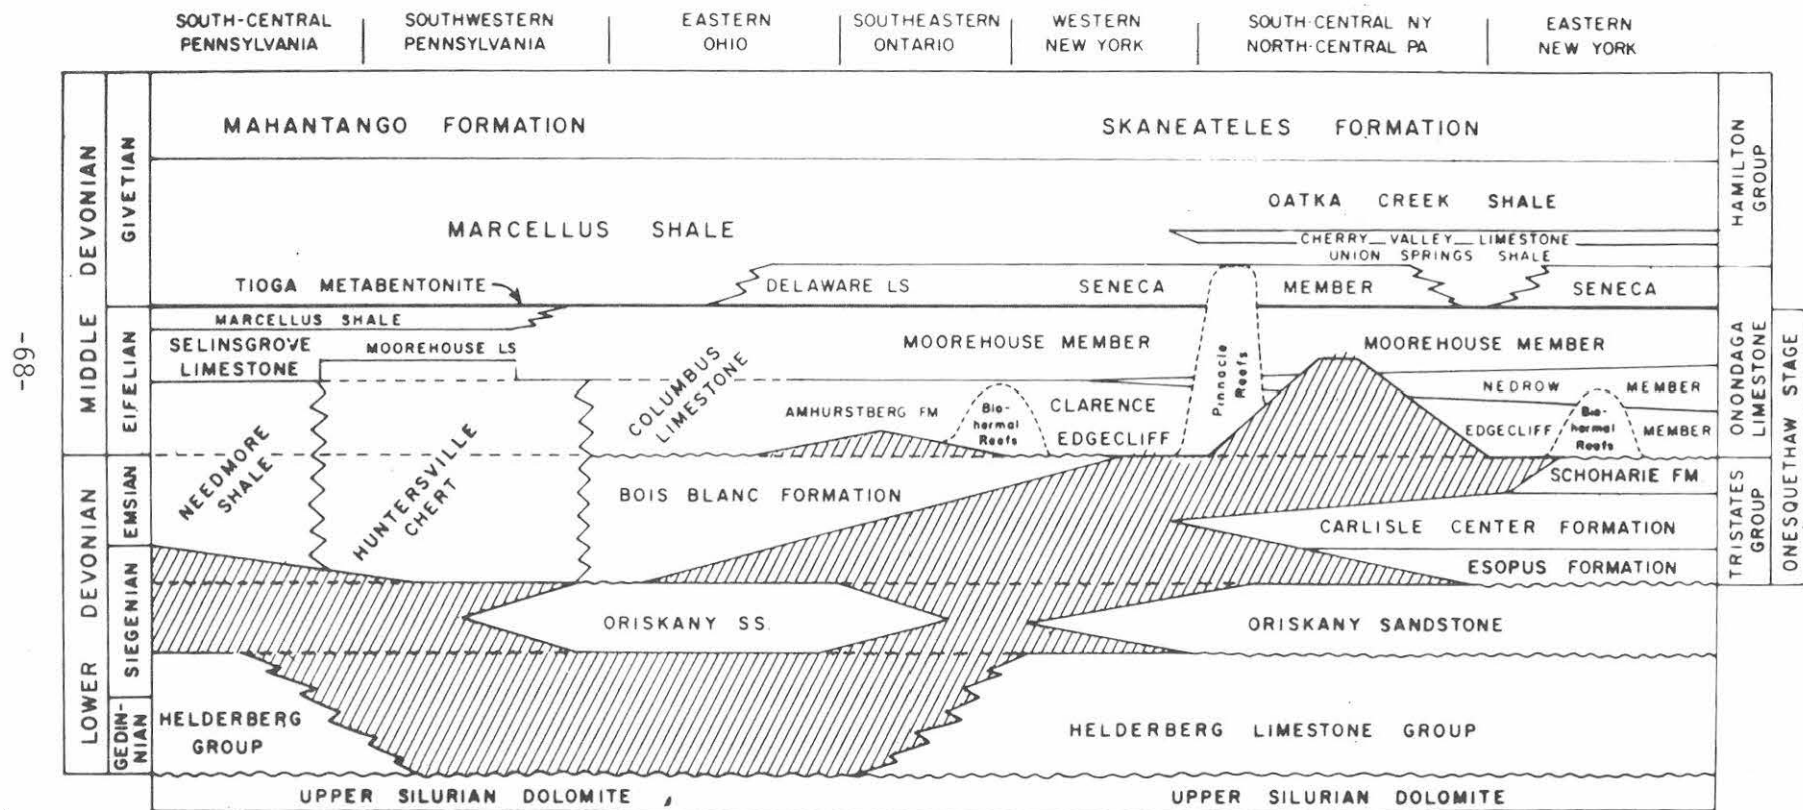 SOUTH-CENTRAL
PENNSYLVANIA
SOUTHWESTERN
PENNSYLVANIA
EASTERN
OHIO
SOUTHEASTERN
ONTARIO
WESTERN
NEW YORK
SOUTH-CENTRAL NY
NORTH-CENTRAL PA
EASTERN
NEW YORK
MIDDLE DEVONIAN
LOWER DEVONIAN
GIVETIAN
EIFELIAN
EMSIAN
SIEGENIAN
GEDIN-
NIAN
MAHANTANGO FORMATION
SKANEATELES FORMATION
MARCELLUS SHALE
OATKA CREEK SHALE
CHERRY VALLEY LIMESTONE
UNION SPRINGS SHALE
TIOGA METABENTONITE
DELAWARE LS
SENECA
MEMBER
SENECA
MARCELLUS SHALE
SELINSGROVE
LIMESTONE
MOOREHOUSE LS
COLUMBUS
LIMESTONE
MOOREHOUSE MEMBER
Pinnacle
Reefs
MOOREHOUSE MEMBER
NEDROW MEMBER
AMHURSTBERG FM
Bio-
hermal
Reefs
CLARENCE
EDGECLIFF
EDGECLIFF MEMBER
Bio-
hermal
Reefs
NEEDMORE
SHALE
HUNTERSVILLE
CHERT
BOIS BLANC FORMATION
SCHOHARIE FM.
CARLISLE CENTER FORMATION
ESOPUS FORMATION
ORISKANY SS.
ORISKANY SANDSTONE
HELDERBERG
GROUP
HELDERBERG LIMESTONE GROUP
UPPER SILURIAN DOLOMITE
UPPER SILURIAN DOLOMITE
HAMILTON
GROUP
ONONDAGA
LIMESTONE
TRISTATES
GROUP
ONESQUETHAW STAGE
-89-